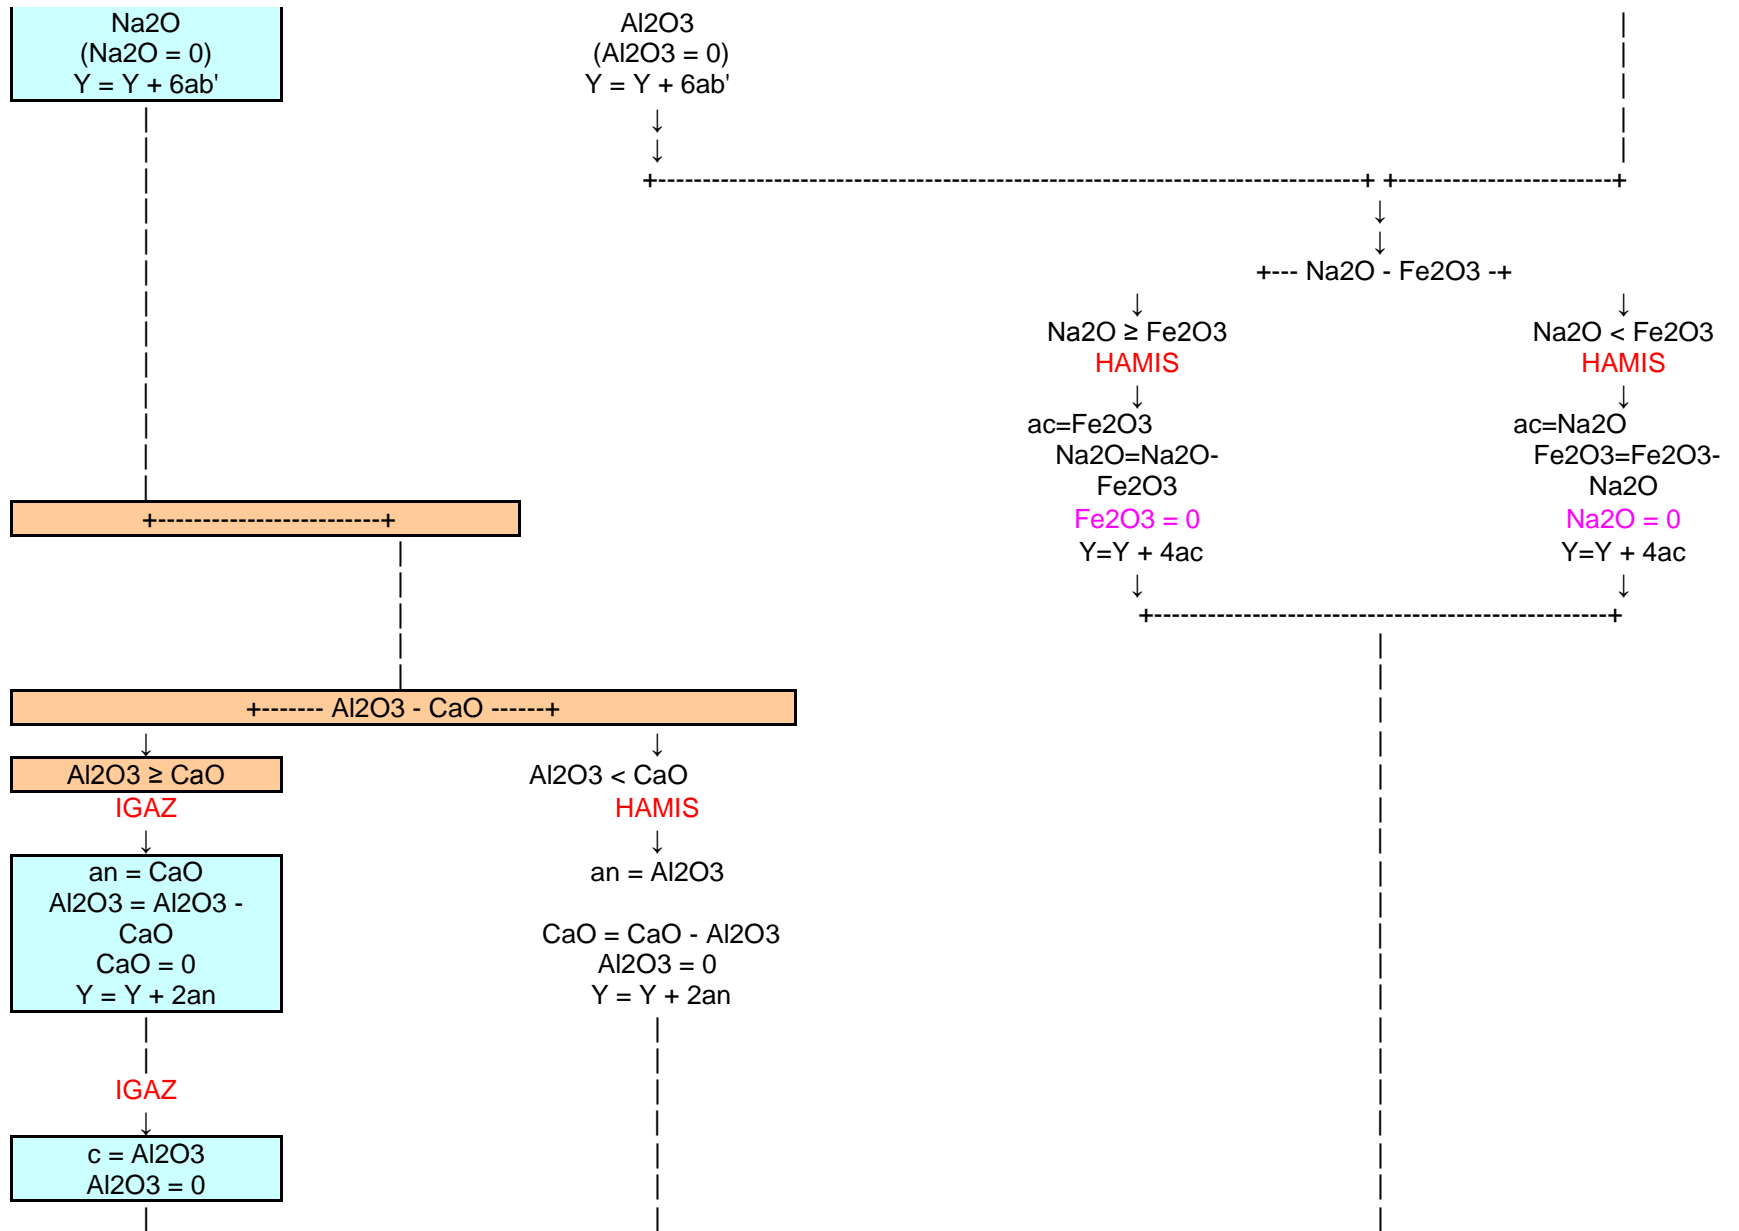 Na2O
(Na2O = 0)
Y = Y + 6ab'
Al2O3
(Al2O3 = 0)
Y = Y + 6ab'
↓
↓
+--------------------------------------------------------------------------------+ +-------------------------+
↓
↓
+--- Na2O - Fe2O3 -+
↓
Na2O ≥ Fe2O3
HAMIS
↓
ac=Fe2O3
Na2O=Na2O-
Fe2O3
Fe2O3 = 0
Y=Y + 4ac
↓
↓
Na2O < Fe2O3
HAMIS
↓
ac=Na2O
Fe2O3=Fe2O3-
Na2O
Na2O = 0
Y=Y + 4ac
↓
+---------------------------------------------------+
+-------------------------+
+------- Al2O3 - CaO ------+
↓
Al2O3 ≥ CaO
IGAZ
↓
an = CaO
Al2O3 = Al2O3 -
CaO
CaO = 0
Y = Y + 2an
IGAZ
↓
c = Al2O3
Al2O3 = 0
↓
Al2O3 < CaO
HAMIS
↓
an = Al2O3
CaO = CaO - Al2O3
Al2O3 = 0
Y = Y + 2an